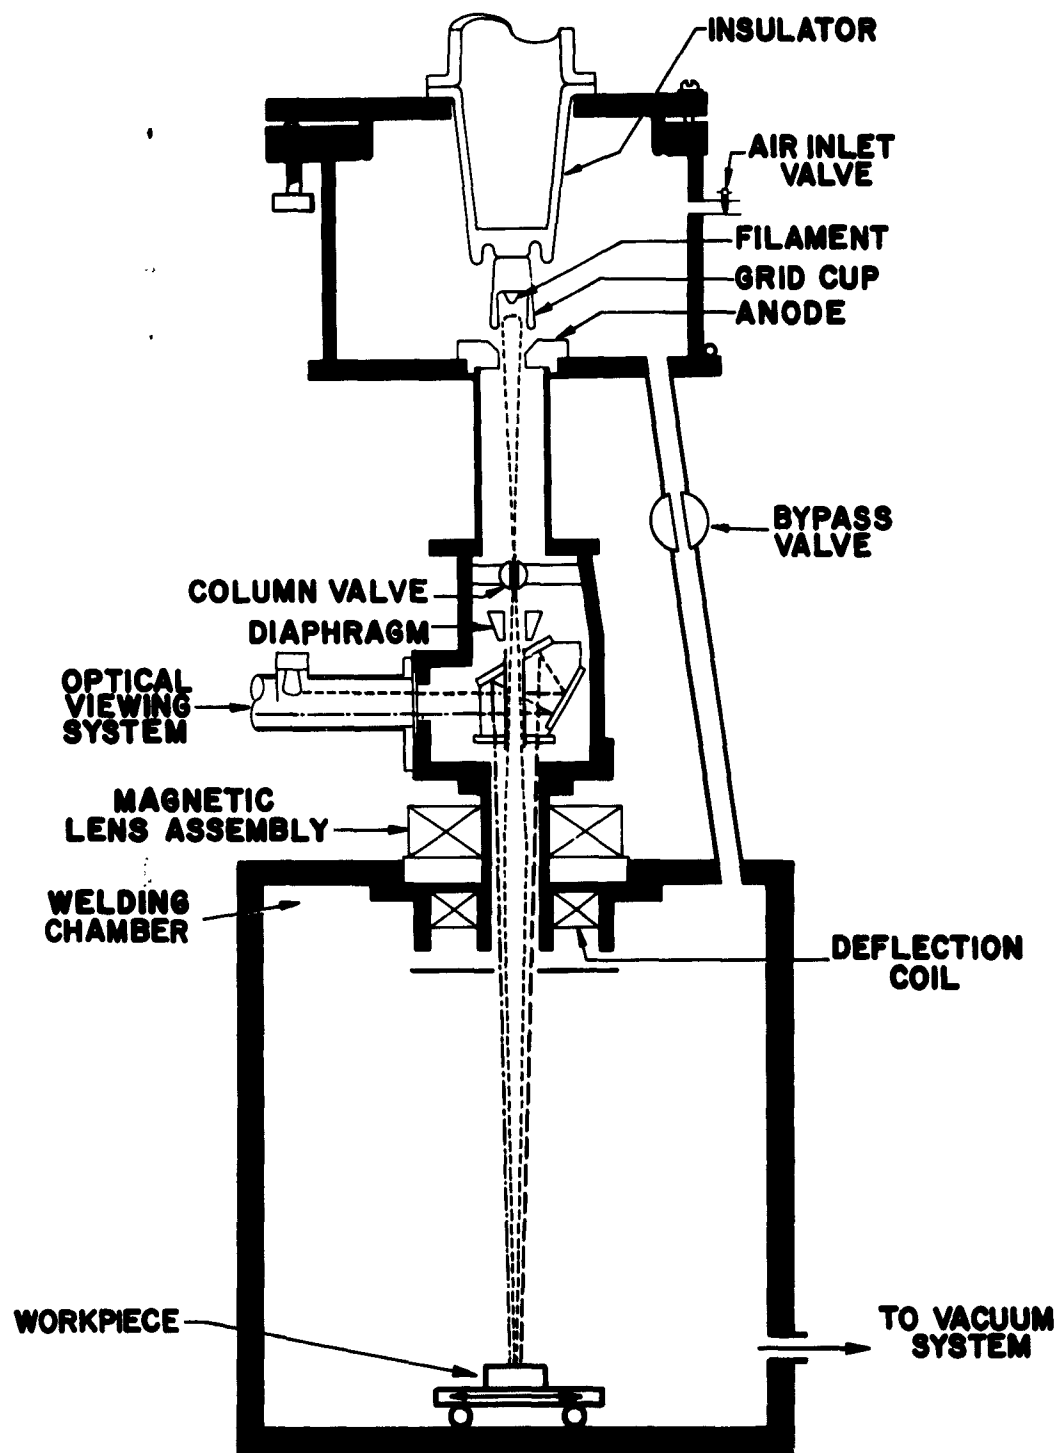 INSULATOR
AIR INLET
VALVE
FILAMENT
GRID CUP
ANODE
BYPASS
VALVE
COLUMN VALVE
DIAPHRAGM
OPTICAL
VIEWING
SYSTEM
MAGNETIC
LENS ASSEMBLY
WELDING
CHAMBER
DEFLECTION
COIL
WORKPIECE
TO VACUUM
SYSTEM